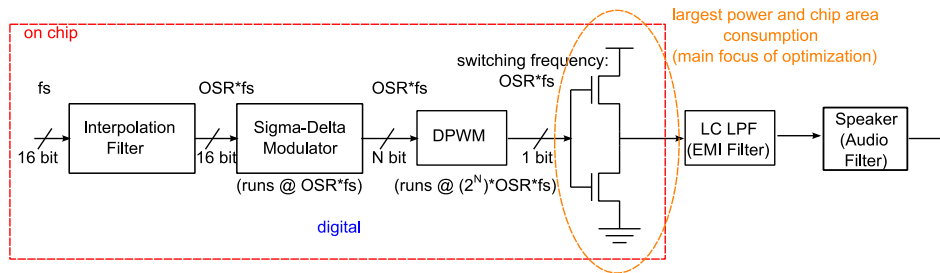 largest power and chip area
consumption
(main focus of optimization)
on chip
switching frequency:
OSR*fs
fs
OSR*fs
OSR*fs
Interpolation
Filter
Sigma-Delta
Modulator
DPWM
LC LPF
(EMI Filter)
Speaker
(Audio
Filter)
16 bit
16 bit
N bit
1 bit
(runs @ OSR*fs)
(runs @ (2^N)*OSR*fs)
digital